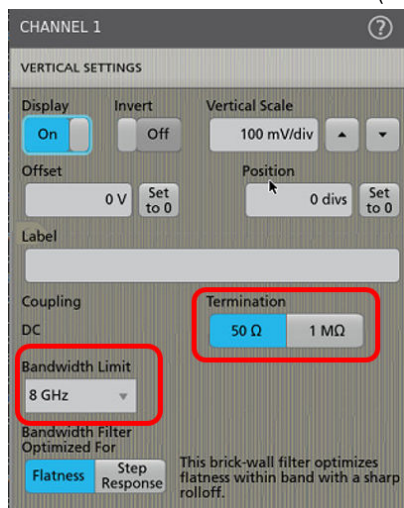 CHANNEL 1
?
VERTICAL SETTINGS
Display Invert Vertical Scale
On Off 100 mV/div
Offset Position
0 V Set to 0 0 divs Set to 0
Label
Coupling Termination
DC 50 Ω 1 MΩ
Bandwidth Limit
8 GHz
Bandwidth Filter
Optimized For
Flatness Step Response
This brick-wall filter optimizes
flatness within band with a sharp
rolloff.